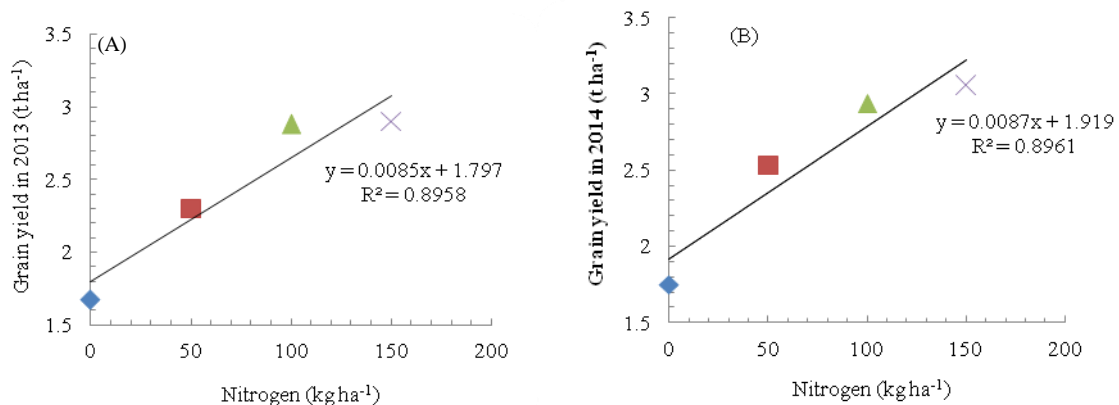 (A)
Grain yield in 2013 (t ha-1)
3.5
3
2.5
2
1.5
y = 0.0085x + 1.797
R² = 0.8958
0 50 100 150 200
Nitrogen (kg ha-1)
(B)
Grain yield in 2014 (t ha-1)
3.5
3
2.5
2
1.5
y = 0.0087x + 1.919
R² = 0.8961
0 50 100 150 200
Nitrogen (kg ha-1)